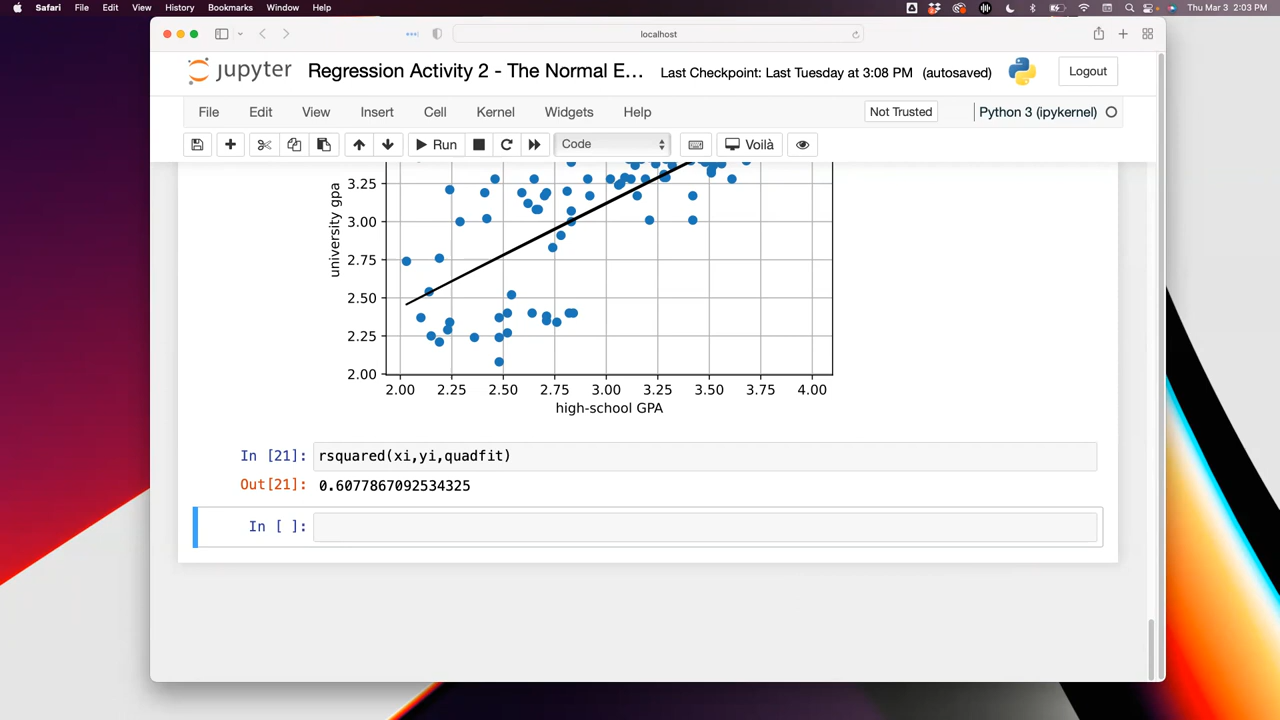 Safari File Edit View History Bookmarks Window Help Thu Mar 3 2:03 PM
localhost
jupyter Regression Activity 2 - The Normal E... Last Checkpoint: Last Tuesday at 3:08 PM (autosaved) Logout
File Edit View Insert Cell Kernel Widgets Help Not Trusted Python 3 (ipykernel)
Run Code Voilà
3.25
3.00
2.75
2.50
2.25
2.00
university gpa
2.00 2.25 2.50 2.75 3.00 3.25 3.50 3.75 4.00
high-school GPA
In [21]: rsquared(xi,yi,quadfit)
Out[21]: 0.6077867092534325
In [ ]: